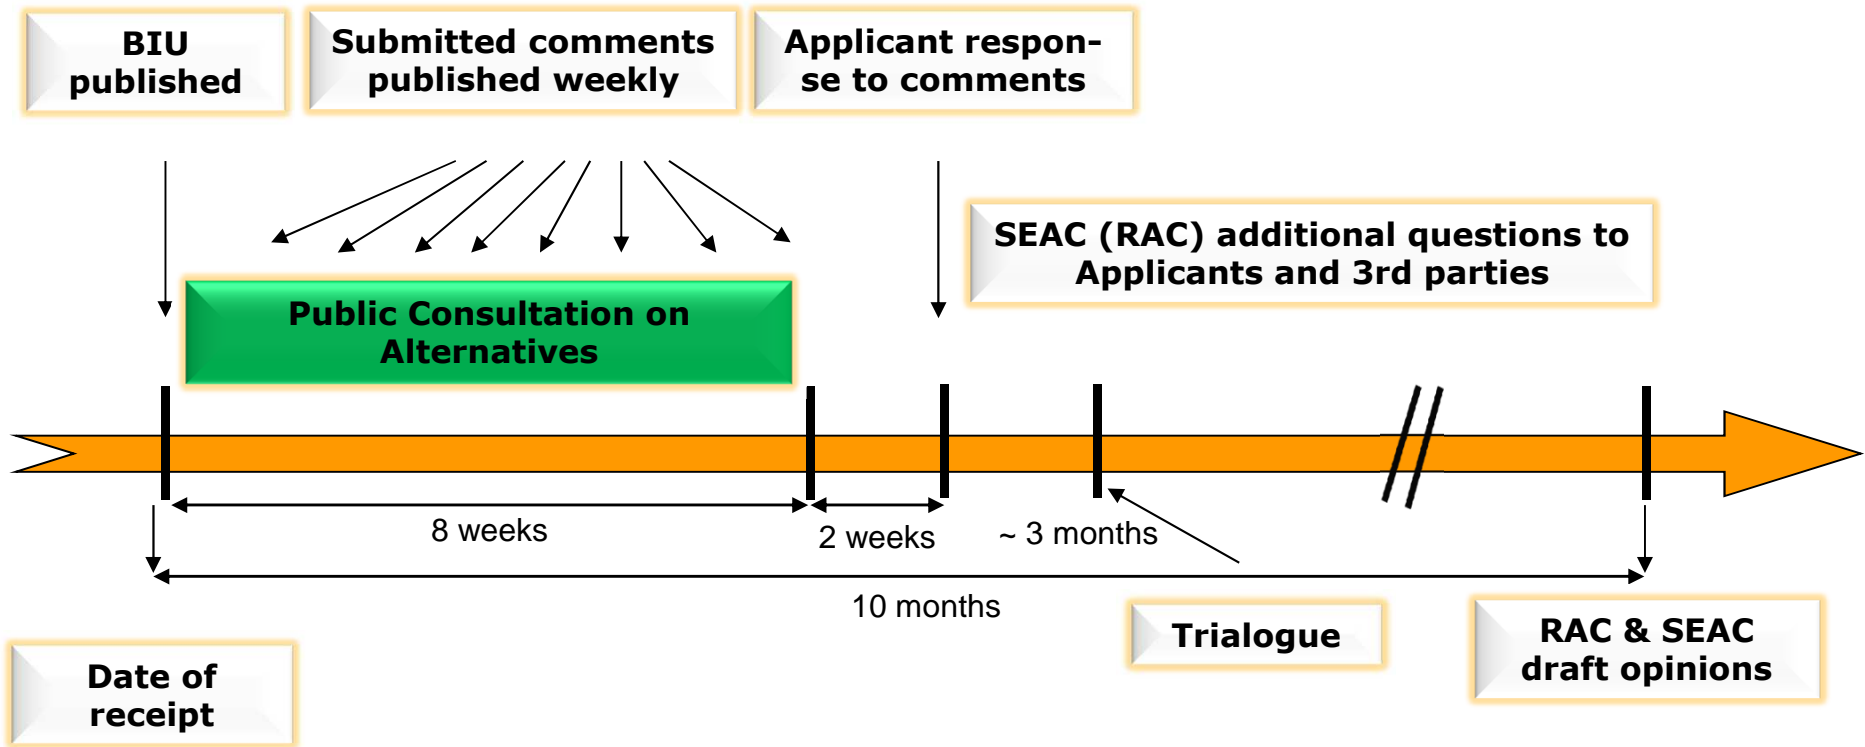 BIU
published
Submitted comments
published weekly
Applicant respon-
se to comments
SEAC (RAC) additional questions to
Applicants and 3rd parties
Public Consultation on
Alternatives
8 weeks
2 weeks
~ 3 months
10 months
Trialogue
RAC & SEAC
draft opinions
Date of
receipt